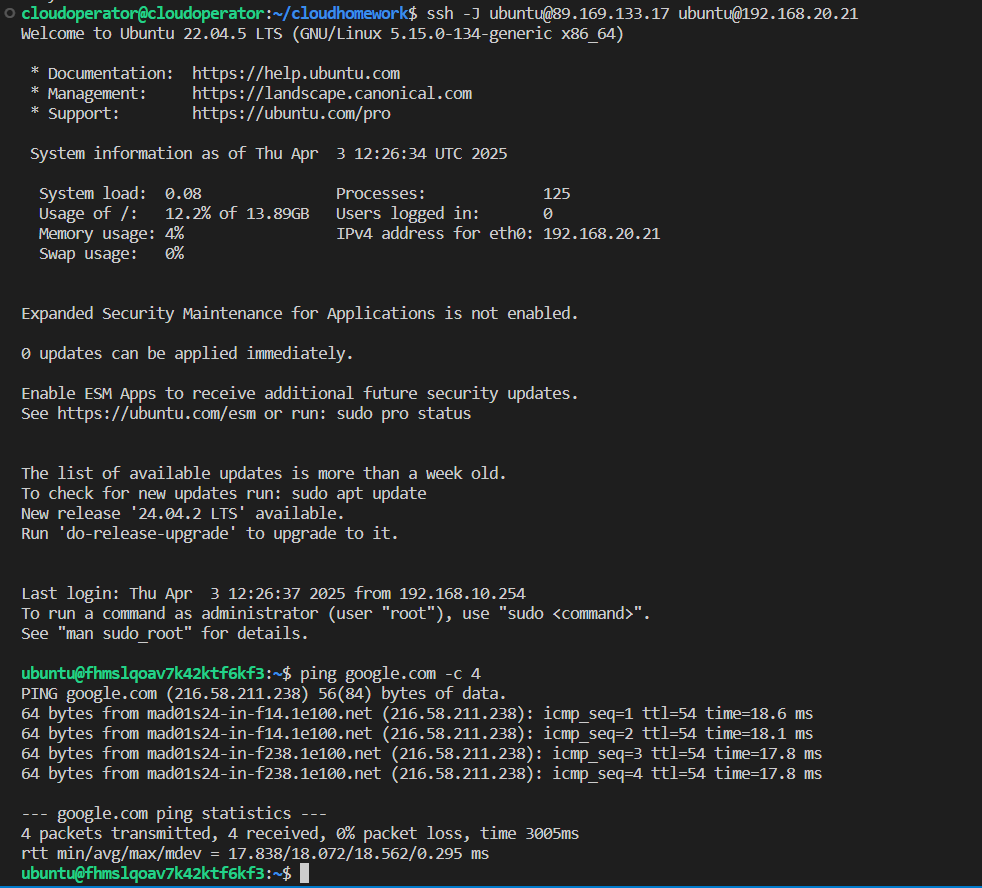 cloudoperator@cloudoperator:~/cloudhomework$ ssh -J ubuntu@89.169.133.17 ubuntu@192.168.20.21
Welcome to Ubuntu 22.04.5 LTS (GNU/Linux 5.15.0-134-generic x86_64)
* Documentation:  https://help.ubuntu.com
* Management:     https://landscape.canonical.com
* Support:        https://ubuntu.com/pro
System information as of Thu Apr  3 12:26:34 UTC 2025
System load:  0.08               Processes:             125
Usage of /:   12.2% of 13.89GB   Users logged in:       0
Memory usage: 4%                 IPv4 address for eth0: 192.168.20.21
Swap usage:   0%
Expanded Security Maintenance for Applications is not enabled.
0 updates can be applied immediately.
Enable ESM Apps to receive additional future security updates.
See https://ubuntu.com/esm or run: sudo pro status
The list of available updates is more than a week old.
To check for new updates run: sudo apt update
New release '24.04.2 LTS' available.
Run 'do-release-upgrade' to upgrade to it.
Last login: Thu Apr  3 12:26:37 2025 from 192.168.10.254
To run a command as administrator (user "root"), use "sudo <command>".
See "man sudo_root" for details.
ubuntu@fhmslqoav7k42ktf6kf3:~$ ping google.com -c 4
PING google.com (216.58.211.238) 56(84) bytes of data.
64 bytes from mad01s24-in-f14.1e100.net (216.58.211.238): icmp_seq=1 ttl=54 time=18.6 ms
64 bytes from mad01s24-in-f14.1e100.net (216.58.211.238): icmp_seq=2 ttl=54 time=18.1 ms
64 bytes from mad01s24-in-f238.1e100.net (216.58.211.238): icmp_seq=3 ttl=54 time=17.8 ms
64 bytes from mad01s24-in-f238.1e100.net (216.58.211.238): icmp_seq=4 ttl=54 time=17.8 ms
--- google.com ping statistics ---
4 packets transmitted, 4 received, 0% packet loss, time 3005ms
rtt min/avg/max/mdev = 17.838/18.072/18.562/0.295 ms
ubuntu@fhmslqoav7k42ktf6kf3:~$